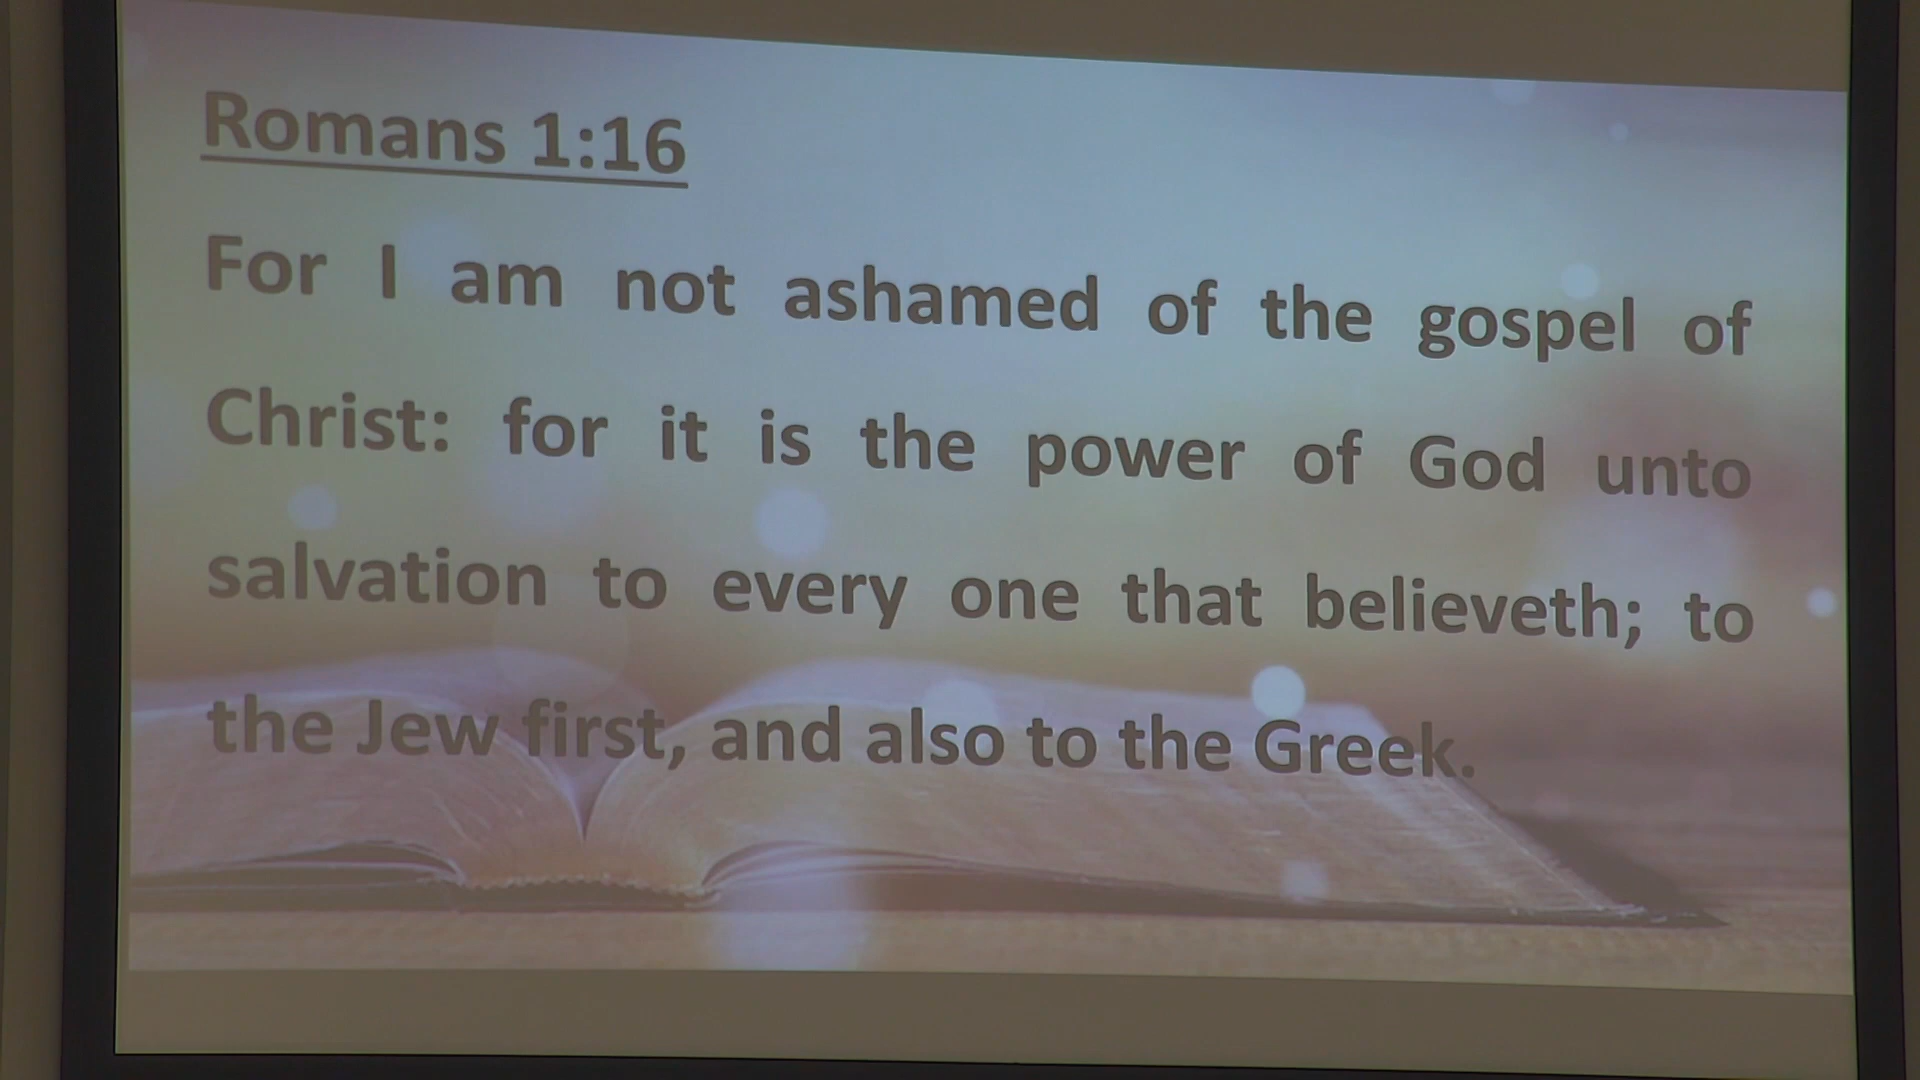 Romans 1:16
For I am not ashamed of the gospel of
Christ: for it is the power of God unto
salvation to every one that believeth; to
the Jew first, and also to the Greek.